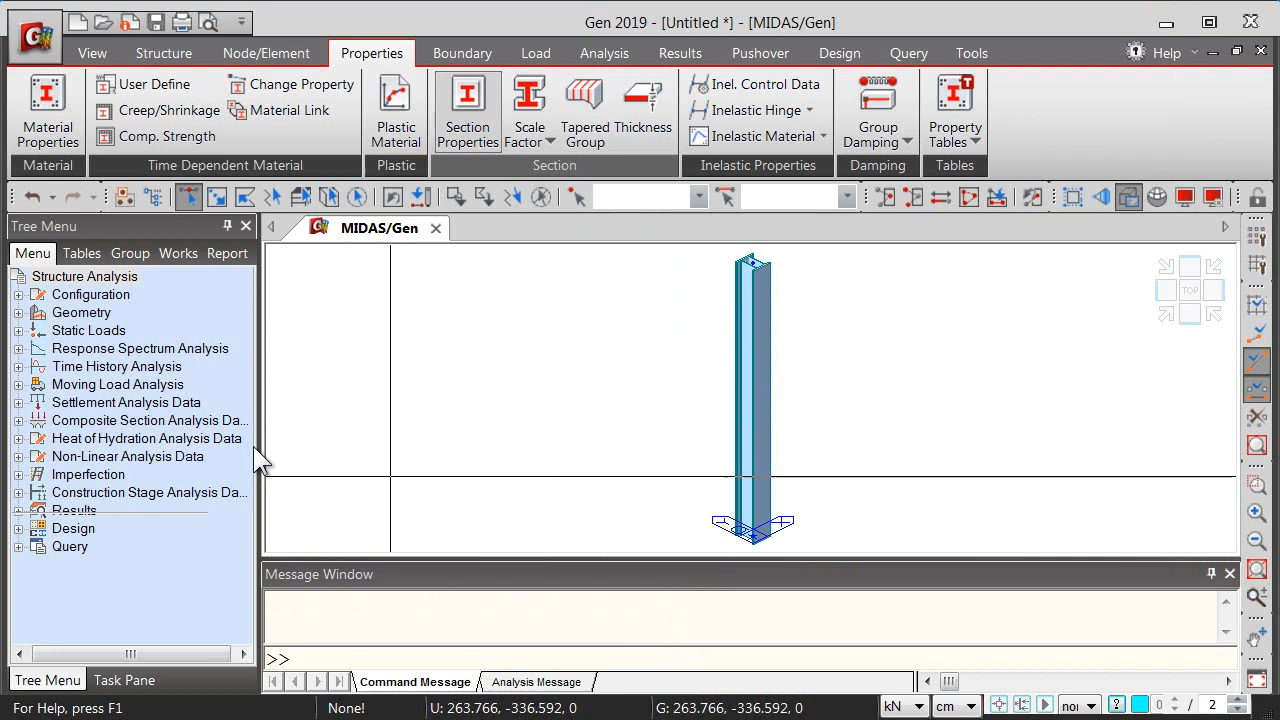 Gen 2019 - [Untitled *] - [MIDAS/Gen]
View Structure Node/Element Properties Boundary Load Analysis Results Pushover Design Query Tools Help
Material Properties
User Define
Creep/Shrinkage
Comp. Strength
Change Property
Material Link
Plastic Material
Section Properties
Scale Factor
Tapered Group
Thickness
Inel. Control Data
Inelastic Hinge
Inelastic Material
Group Damping
Property Tables
Material Time Dependent Material Plastic Section Inelastic Properties Damping Tables
Tree Menu
MIDAS/Gen
Menu Tables Group Works Report
Structure Analysis
Configuration
Geometry
Static Loads
Response Spectrum Analysis
Time History Analysis
Moving Load Analysis
Settlement Analysis Data
Composite Section Analysis Da...
Heat of Hydration Analysis Data
Non-Linear Analysis Data
Imperfection
Construction Stage Analysis Da...
Results
Design
Query
TOP
Message Window
>>
Tree Menu Task Pane
Command Message Analysis Message
For Help, press F1 None! U: 263.766, -336.592, 0 G: 263.766, -336.592, 0 kN cm nor 0 / 2